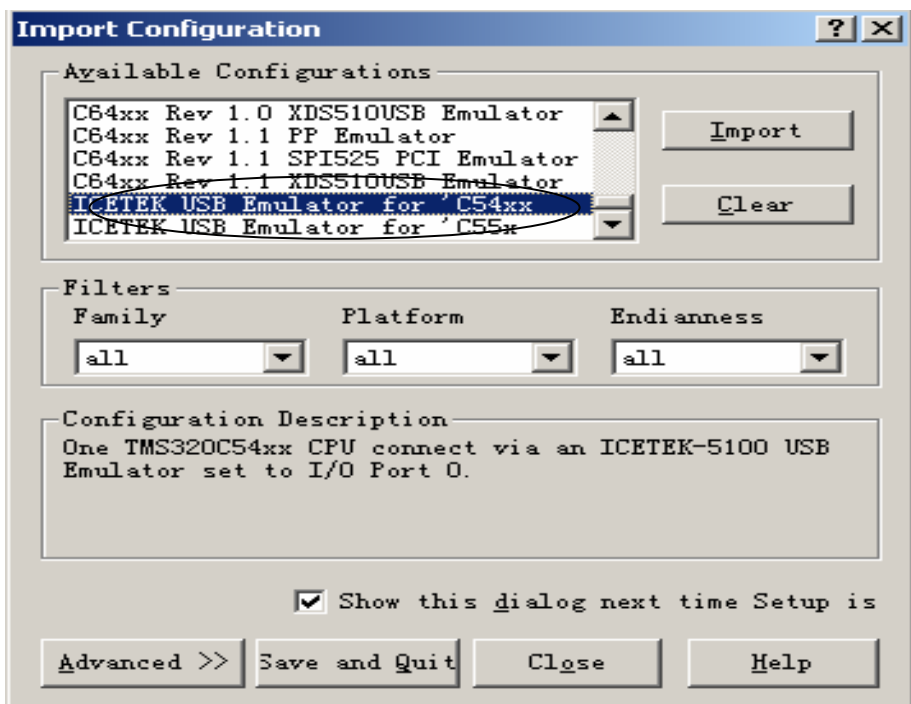 Import Configuration
Available Configurations
C64xx Rev 1.0 XDS510USB Emulator
C64xx Rev 1.1 PP Emulator
C64xx Rev 1.1 SPI525 PCI Emulator
C64xx Rev 1.1 XDS510USB Emulator
ICETEK USB Emulator for 'C54xx
ICETEK USB Emulator for 'C55x
Import
Clear
Filters
Family Platform Endianness
all all all
Configuration Description
One TMS320C54xx CPU connect via an ICETEK-5100 USB
Emulator set to I/O Port 0.
Show this dialog next time Setup is
Advanced >> Save and Quit Close Help